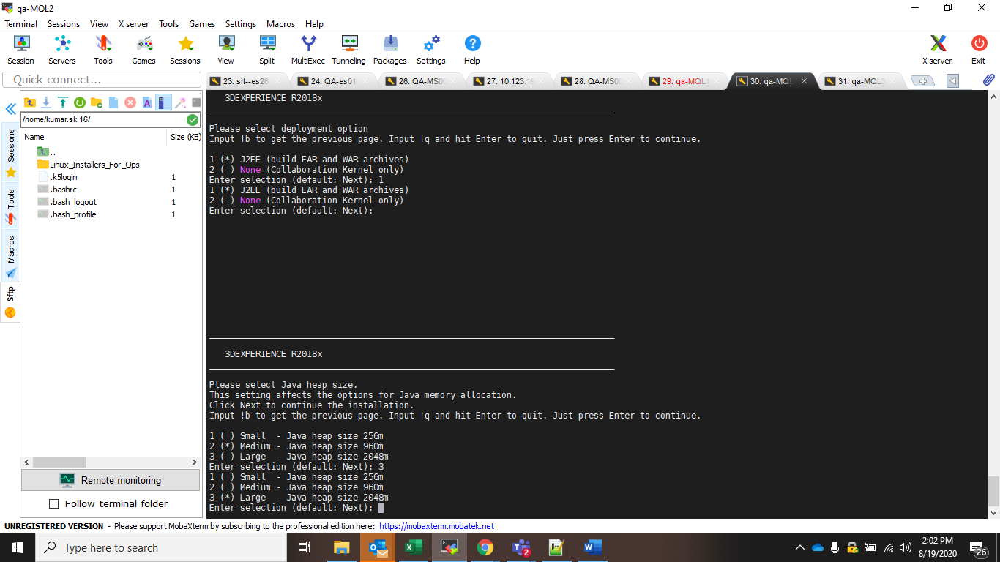 qa-MQL2
Terminal Sessions View X server Tools Games Settings Macros Help
Session Servers Tools Games Sessions View Split MultiExec Tunneling Packages Settings Help X server Exit
Quick connect...
23. sit--es26 24. QA-es01 26. QA-MS00 27. 10.123.19 28. QA-MS00 29. qa-MQL1 30. qa-MQL 31. qa-MQL3
/home/kumar.sk.16/
Name Size (KB)
..
Linux_Installers_For_Ops
.k5login 1
.bashrc 1
.bash_logout 1
.bash_profile 1
Sessions
Tools
Macros
Sftp
Remote monitoring
Follow terminal folder
3DEXPERIENCE R2018x
Please select deployment option
Input !b to get the previous page. Input !q and hit Enter to quit. Just press Enter to continue.
1 (*) J2EE (build EAR and WAR archives)
2 ( ) None (Collaboration Kernel only)
Enter selection (default: Next): 1
1 (*) J2EE (build EAR and WAR archives)
2 ( ) None (Collaboration Kernel only)
Enter selection (default: Next):
3DEXPERIENCE R2018x
Please select Java heap size.
This setting affects the options for Java memory allocation.
Click Next to continue the installation.
Input !b to get the previous page. Input !q and hit Enter to quit. Just press Enter to continue.
1 ( ) Small  - Java heap size 256m
2 (*) Medium - Java heap size 960m
3 ( ) Large  - Java heap size 2048m
Enter selection (default: Next): 3
1 ( ) Small  - Java heap size 256m
2 ( ) Medium - Java heap size 960m
3 (*) Large  - Java heap size 2048m
Enter selection (default: Next):
UNREGISTERED VERSION - Please support MobaXterm by subscribing to the professional edition here: https://mobaxterm.mobatek.net
Type here to search
2:02 PM
8/19/2020
2
26